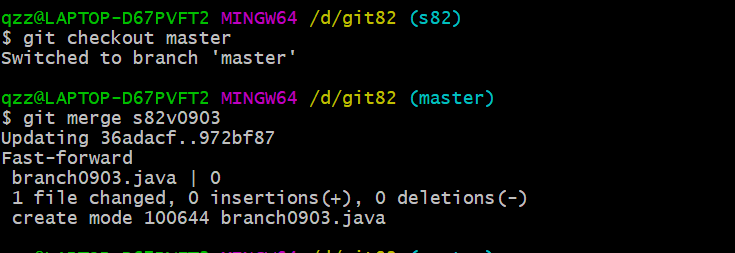 qzz@LAPTOP-D67PVFT2 MINGW64 /d/git82 (s82)
$ git checkout master
Switched to branch 'master'
qzz@LAPTOP-D67PVFT2 MINGW64 /d/git82 (master)
$ git merge s82v0903
Updating 36adacf..972bf87
Fast-forward
 branch0903.java | 0
 1 file changed, 0 insertions(+), 0 deletions(-)
 create mode 100644 branch0903.java